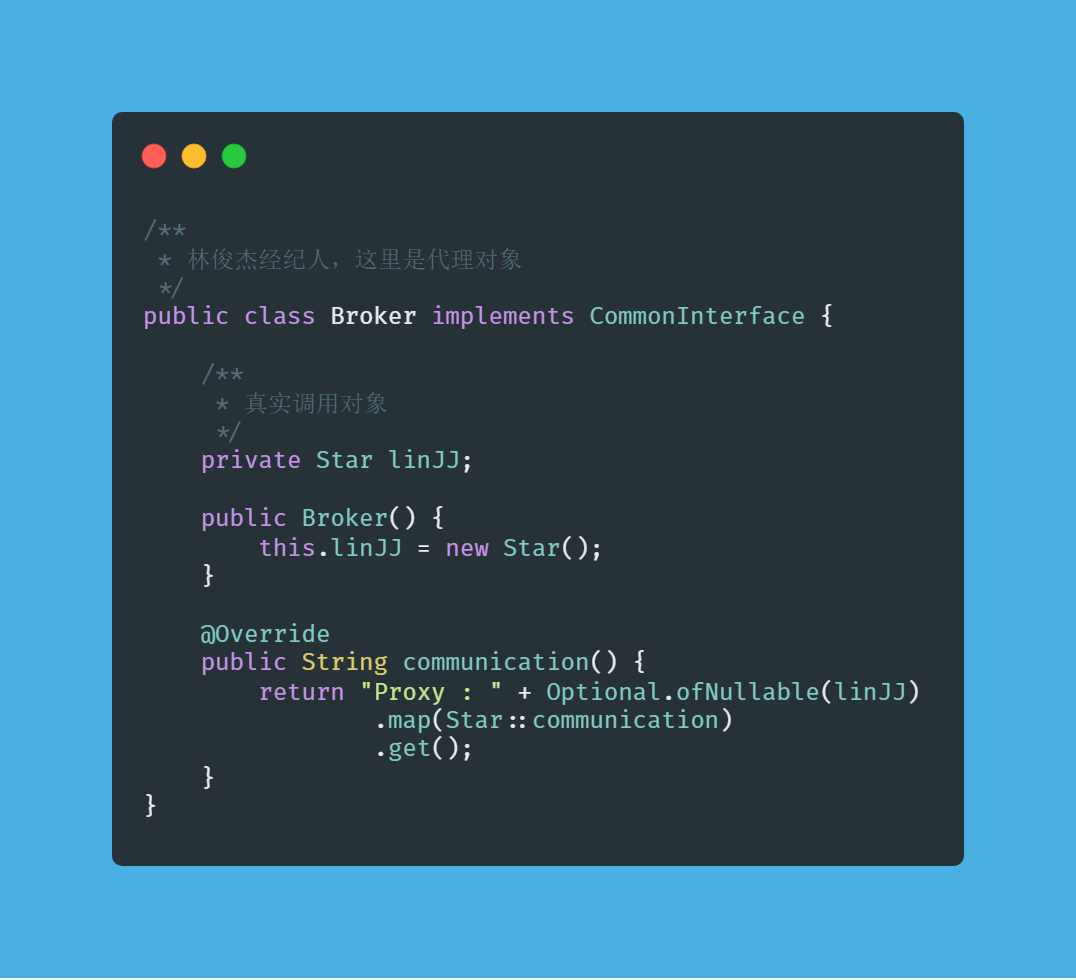 /**
 * 林俊杰经纪人，这里是代理对象
 */
public class Broker implements CommonInterface {
    /**
     * 真实调用对象
     */
    private Star linJJ;
    public Broker() {
        this.linJJ = new Star();
    }
    @Override
    public String communication() {
        return "Proxy : " + Optional.ofNullable(linJJ)
                .map(Star::communication)
                .get();
    }
}